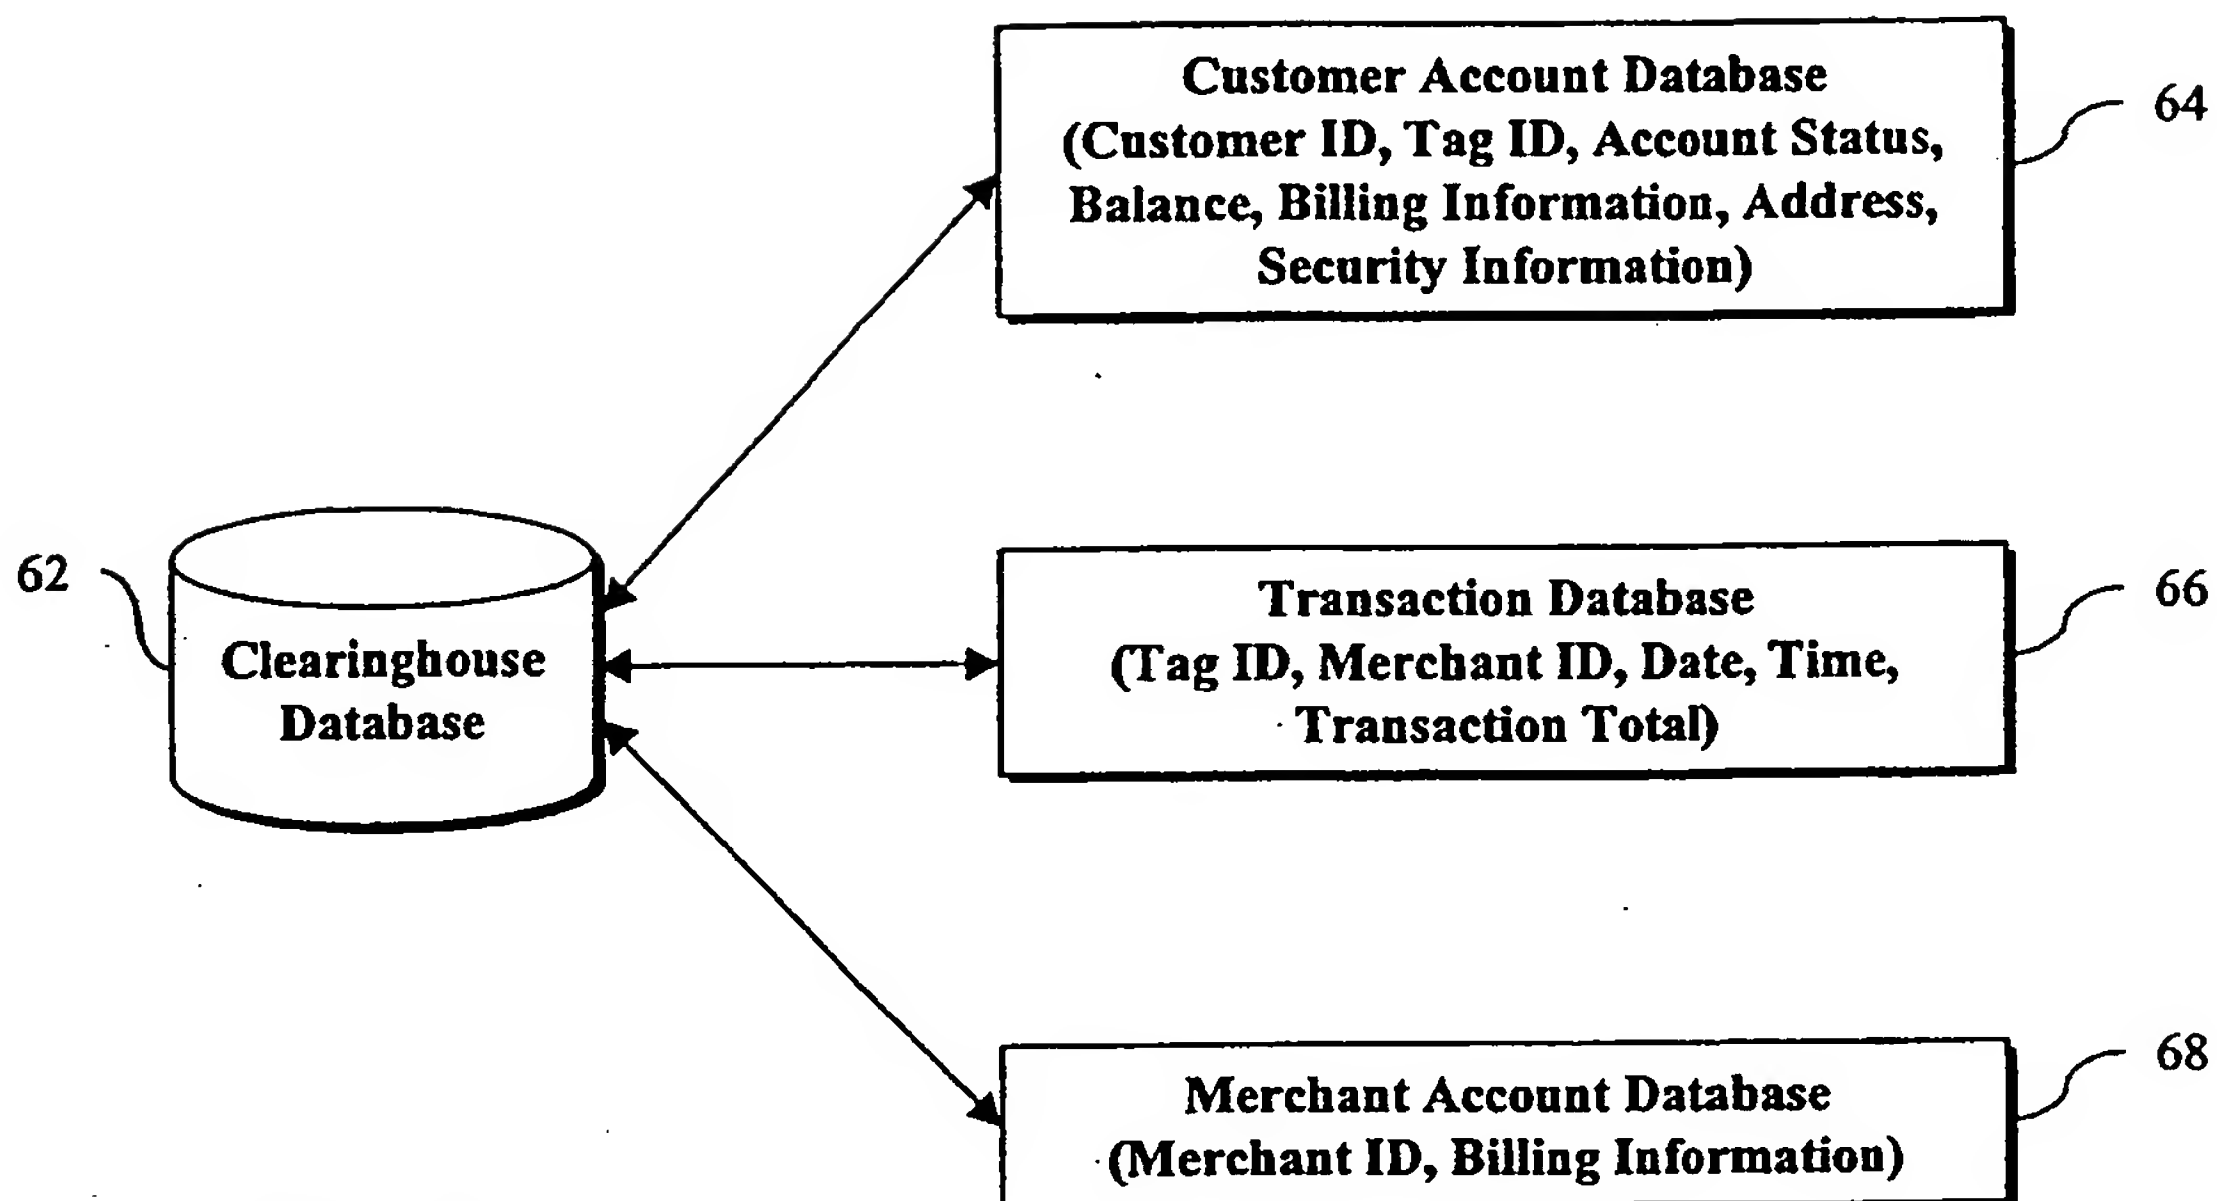 Customer Account Database
(Customer ID, Tag ID, Account Status,
Balance, Billing Information, Address,
Security Information)
64
62
Clearinghouse
Database
Transaction Database
(Tag ID, Merchant ID, Date, Time,
Transaction Total)
66
Merchant Account Database
(Merchant ID, Billing Information)
68